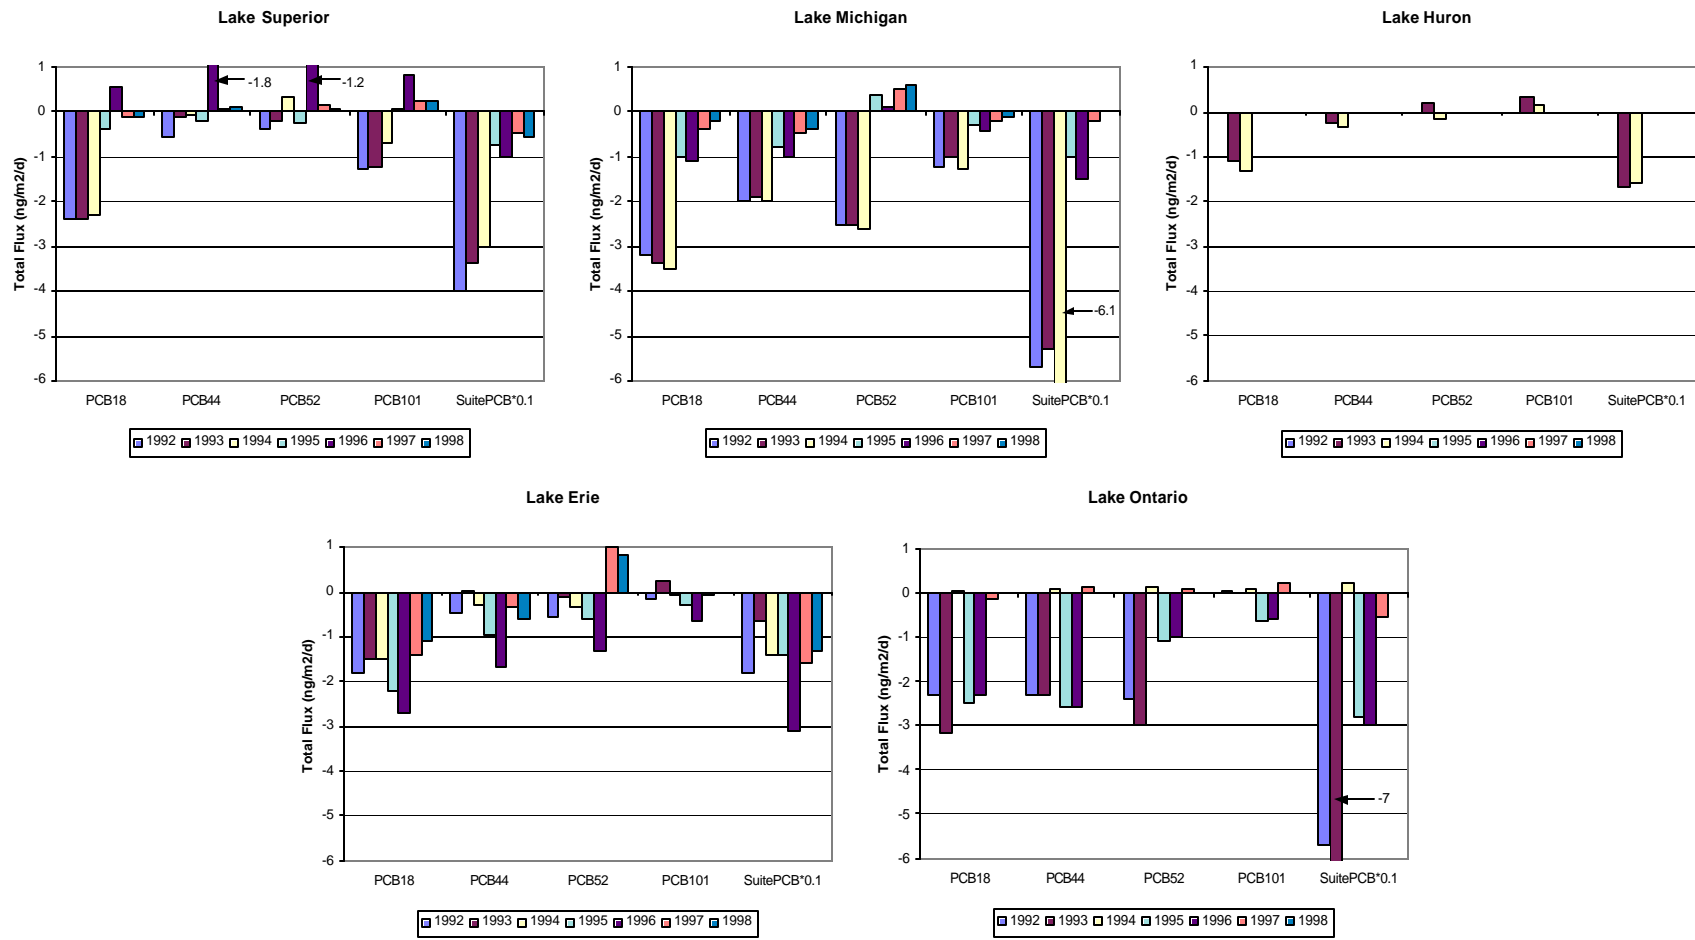 Lake Superior
Total Flux (ng/m2/d)
1
0
-1
-2
-3
-4
-5
-6
-1.8
-1.2
PCB18 PCB44 PCB52 PCB101 SuitePCB*0.1
1992 1993 1994 1995 1996 1997 1998
Lake Michigan
Total Flux (ng/m2/d)
1
0
-1
-2
-3
-4
-5
-6
-6.1
PCB18 PCB44 PCB52 PCB101 SuitePCB*0.1
1992 1993 1994 1995 1996 1997 1998
Lake Huron
Total Flux (ng/m2/d)
1
0
-1
-2
-3
-4
-5
-6
PCB18 PCB44 PCB52 PCB101 SuitePCB*0.1
1992 1993 1994 1995 1996 1997 1998
Lake Erie
Total Flux (ng/m2/d)
1
0
-1
-2
-3
-4
-5
-6
PCB18 PCB44 PCB52 PCB101 SuitePCB*0.1
1992 1993 1994 1995 1996 1997 1998
Lake Ontario
Total Flux (ng/m2/d)
1
0
-1
-2
-3
-4
-5
-6
-7
PCB18 PCB44 PCB52 PCB101 SuitePCB*0.1
1992 1993 1994 1995 1996 1997 1998